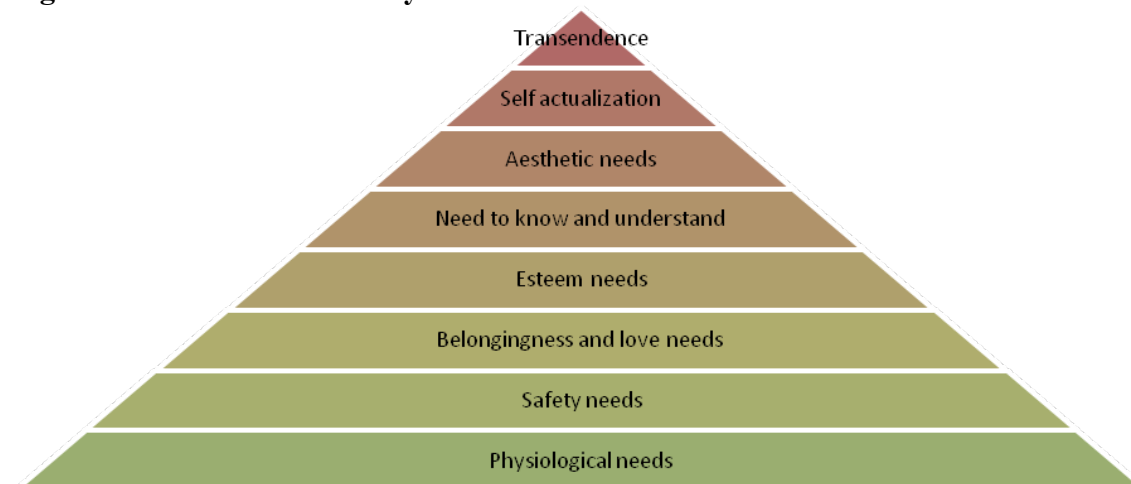 Transendence
Self actualization
Aesthetic needs
Need to know and understand
Esteem needs
Belongingness and love needs
Safety needs
Physiological needs